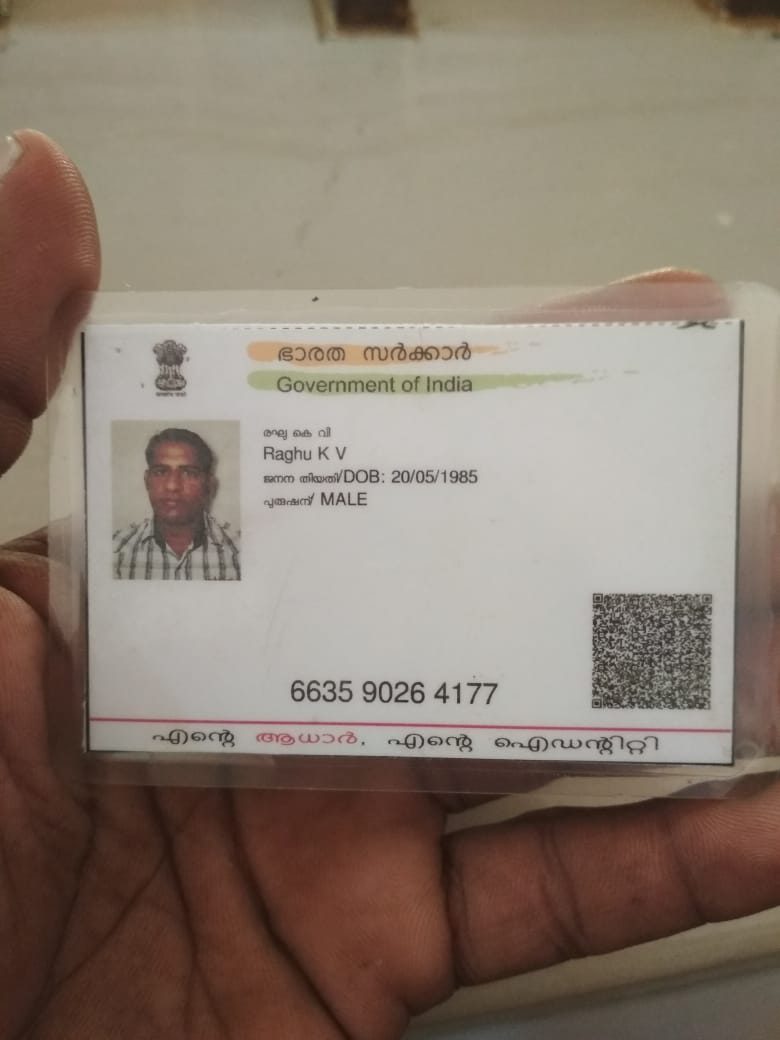 ഭാരത സർക്കാർ
Government of India
രഘു കെ വി
Raghu K V
ജനന തിയതി/DOB: 20/05/1985
പുരുഷന്‍/ MALE
6635 9026 4177
എന്റെ ആധാർ, എന്റെ ഐഡന്റിറ്റി